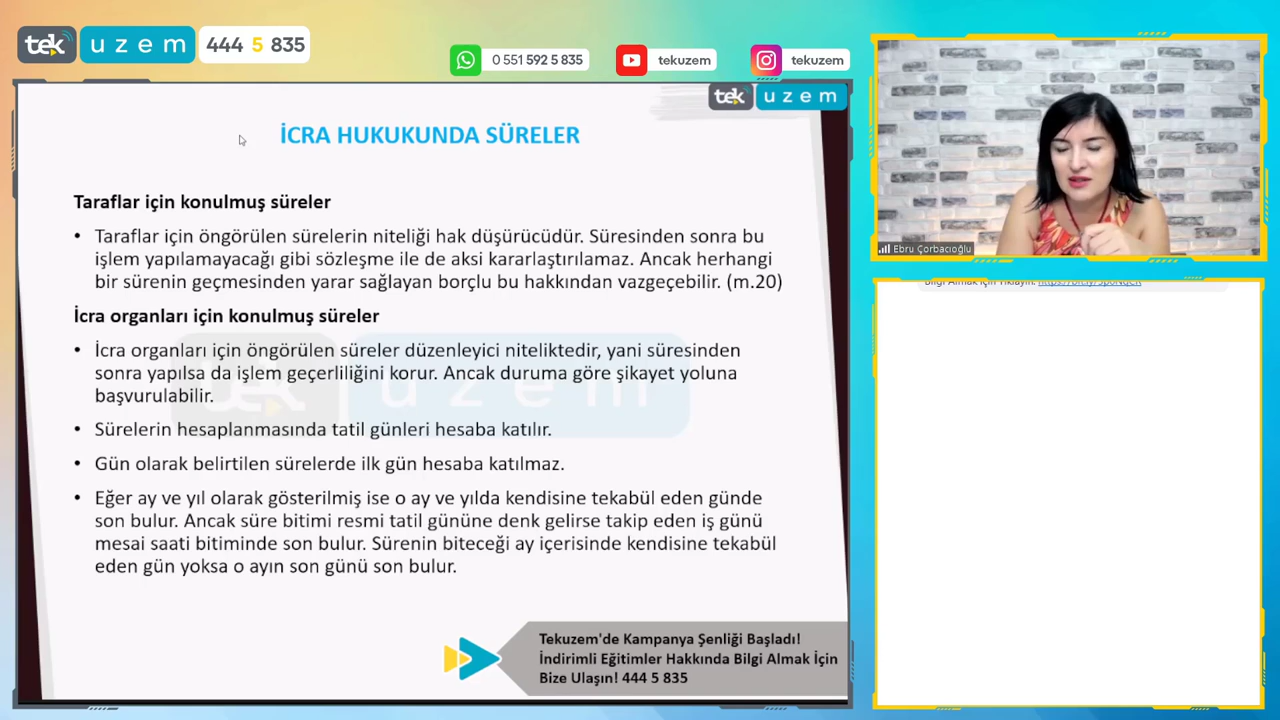 tek uzem 444 5 835
0 551 592 5 835
tekuzem
tekuzem
tek uzem
İCRA HUKUKUNDA SÜRELER
Taraflar için konulmuş süreler
• Taraflar için öngörülen sürelerin niteliği hak düşürücüdür. Süresinden sonra bu
işlem yapılamayacağı gibi sözleşme ile de aksi kararlaştırılamaz. Ancak herhangi
bir sürenin geçmesinden yarar sağlayan borçlu bu hakkından vazgeçebilir. (m.20)
İcra organları için konulmuş süreler
• İcra organları için öngörülen süreler düzenleyici niteliktedir, yani süresinden
sonra yapılsa da işlem geçerliliğini korur. Ancak duruma göre şikayet yoluna
başvurulabilir.
• Sürelerin hesaplanmasında tatil günleri hesaba katılır.
• Gün olarak belirtilen sürelerde ilk gün hesaba katılmaz.
• Eğer ay ve yıl olarak gösterilmiş ise o ay ve yılda kendisine tekabül eden günde
son bulur. Ancak süre bitimi resmi tatil gününe denk gelirse takip eden iş günü
mesai saati bitiminde son bulur. Sürenin biteceği ay içerisinde kendisine tekabül
eden gün yoksa o ayın son günü son bulur.
tek uzem
Tekuzem'de Kampanya Şenliği Başladı!
İndirimli Eğitimler Hakkında Bilgi Almak İçin
Bize Ulaşın! 444 5 835
Ebru Çorbacıoğlu
Bilgi Almak İçin Tıklayın: